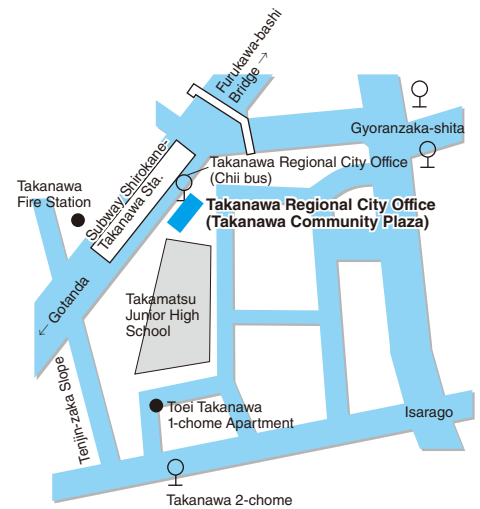 Furukawa-bashi
Bridge →
Gyoranzaka-shita
Takanawa Regional City Office
(Chii bus)
Subway Shirokane-
Takanawa Sta.
Takanawa
Fire Station
Takanawa Regional City Office
(Takanawa Community Plaza)
← Gotanda
Takamatsu
Junior High
School
Tenjin-zaka Slope
Toei Takanawa
1-chome Apartment
Isarago
Takanawa 2-chome